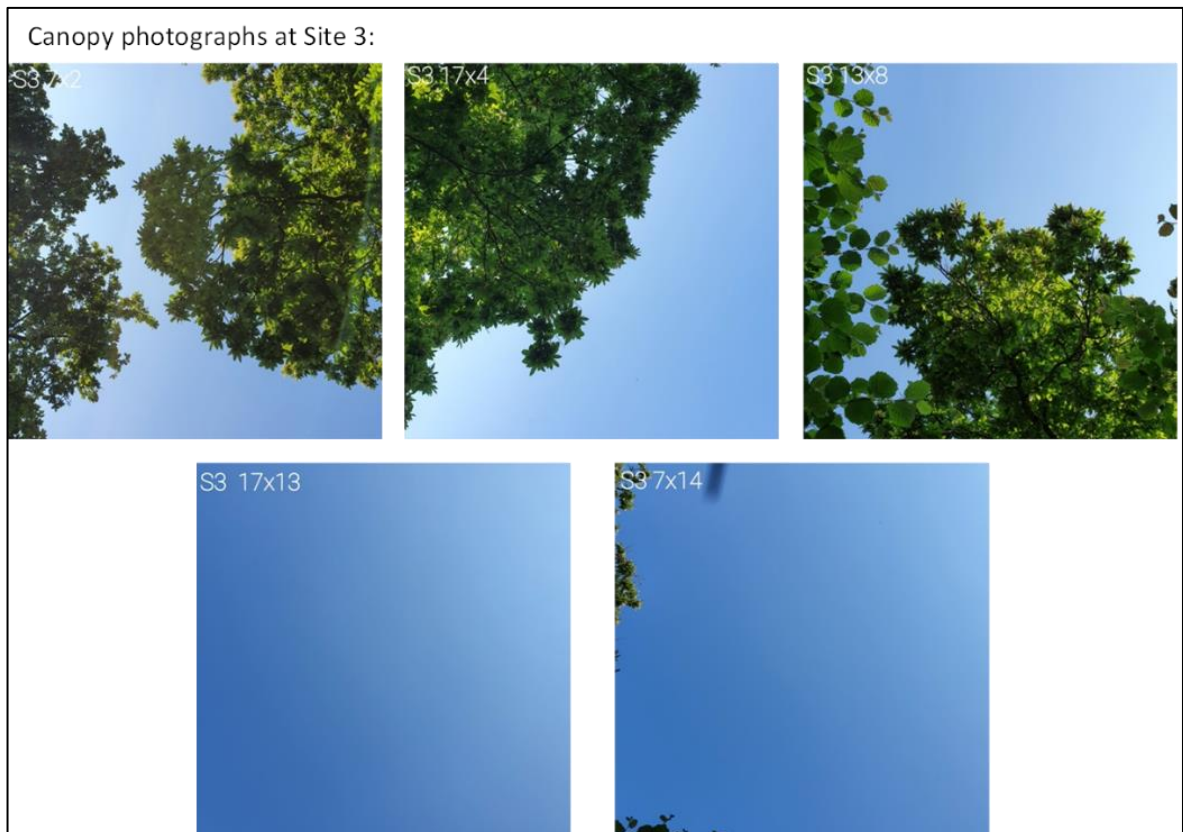 Canopy photographs at Site 3:
S3 7x2
S3 17x4
S3 13x8
S3 17x13
S3 7x14